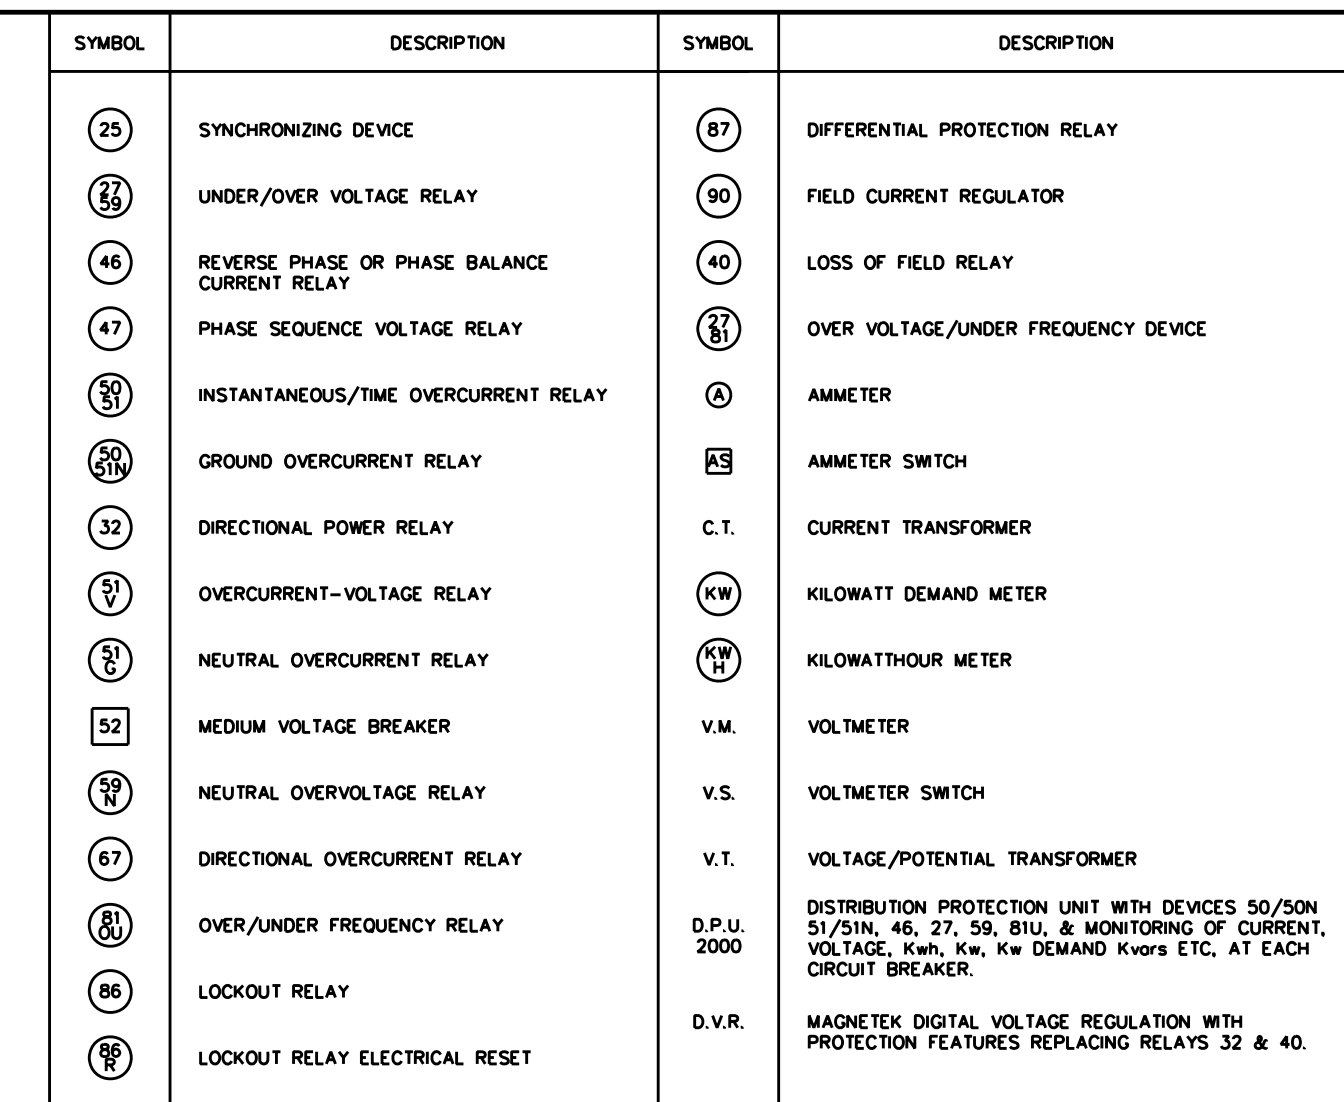 SYMBOL DESCRIPTION SYMBOL DESCRIPTION
25 SYNCHRONIZING DEVICE
27
59 UNDER/OVER VOLTAGE RELAY
46 REVERSE PHASE OR PHASE BALANCE
CURRENT RELAY
47 PHASE SEQUENCE VOLTAGE RELAY
50
51 INSTANTANEOUS/TIME OVERCURRENT RELAY
50
51N GROUND OVERCURRENT RELAY
32 DIRECTIONAL POWER RELAY
51
V OVERCURRENT-VOLTAGE RELAY
51
G NEUTRAL OVERCURRENT RELAY
52 MEDIUM VOLTAGE BREAKER
59
N NEUTRAL OVERVOLTAGE RELAY
67 DIRECTIONAL OVERCURRENT RELAY
81
OU OVER/UNDER FREQUENCY RELAY
86 LOCKOUT RELAY
86
R LOCKOUT RELAY ELECTRICAL RESET
87 DIFFERENTIAL PROTECTION RELAY
90 FIELD CURRENT REGULATOR
40 LOSS OF FIELD RELAY
27
81 OVER VOLTAGE/UNDER FREQUENCY DEVICE
A AMMETER
AS AMMETER SWITCH
C.T. CURRENT TRANSFORMER
KW KILOWATT DEMAND METER
KW
H KILOWATTHOUR METER
V.M. VOLTMETER
V.S. VOLTMETER SWITCH
V.T. VOLTAGE/POTENTIAL TRANSFORMER
D.P.U.
2000
DISTRIBUTION PROTECTION UNIT WITH DEVICES 50/50N
51/51N, 46, 27, 59, 81U, & MONITORING OF CURRENT,
VOLTAGE, Kwh, Kw, Kw DEMAND Kvars ETC, AT EACH
CIRCUIT BREAKER.
D.V.R. MAGNETEK DIGITAL VOLTAGE REGULATION WITH
PROTECTION FEATURES REPLACING RELAYS 32 & 40.